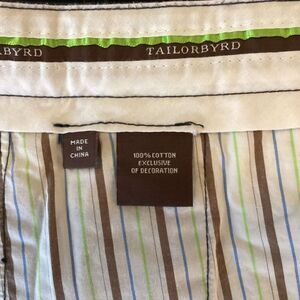 RBYRD TAILORBYRD
MADE
IN
CHINA
100% COTTON
EXCLUSIVE
OF DECORATION